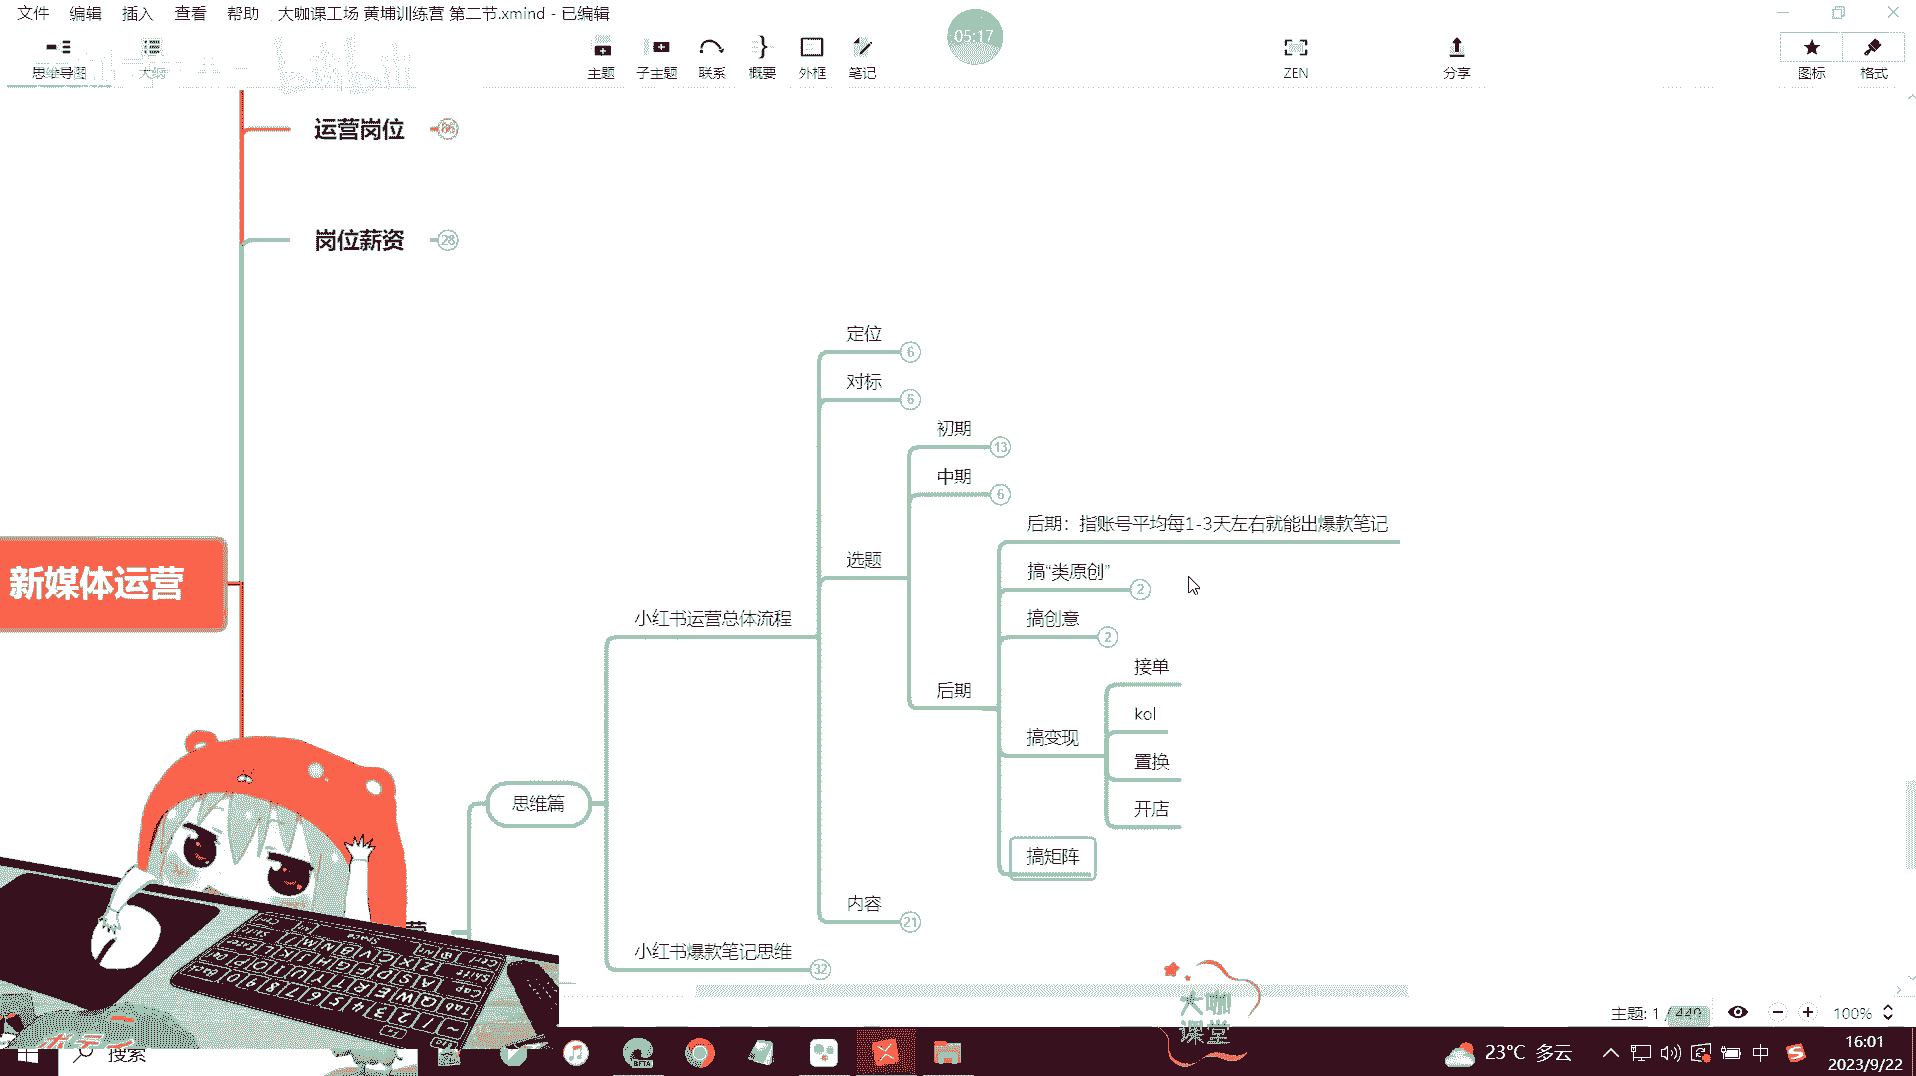 文件 编辑 插入 查看 帮助 大咖课工场 黄埔训练营 第二节.xmind - 已编辑
05:17
思维导图 大纲 主题 子主题 联系 概要 外框 笔记 ZEN 分享 图标 格式
bilibili
运营岗位
岗位薪资 28
定位 6
对标 6
初期 13
中期 6
后期：指账号平均每1-3天左右就能出爆款笔记
选题
搞“类原创” 2
新媒体运营
小红书运营总体流程
搞创意 2
接单
后期
kol
搞变现
置换
思维篇
开店
搞矩阵
内容 21
小红书爆款笔记思维 32
大咖
课堂
主题: 1 / 449 100%
搜索
BETA
23°C 多云
中
16:01
2023/9/22